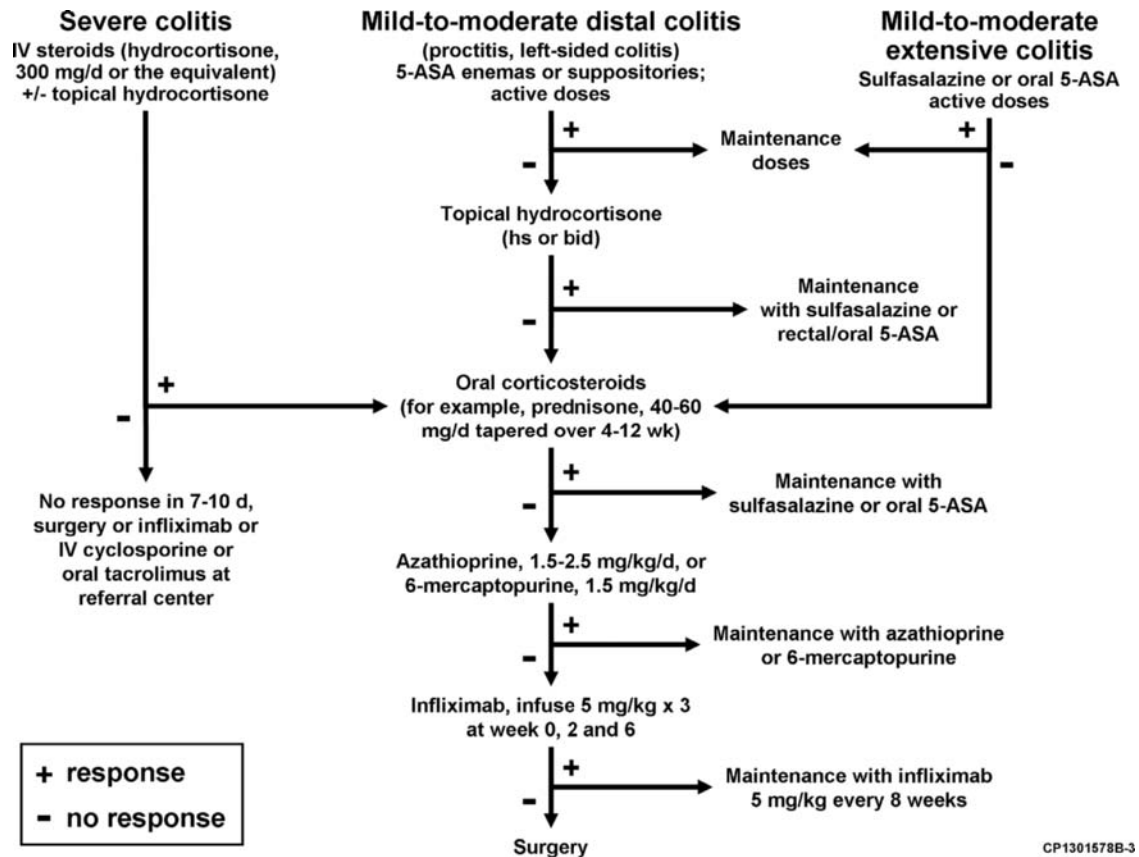 Severe colitis
IV steroids (hydrocortisone,
300 mg/d or the equivalent)
+/- topical hydrocortisone
Mild-to-moderate distal colitis
(proctitis, left-sided colitis)
5-ASA enemas or suppositories;
active doses
Mild-to-moderate
extensive colitis
Sulfasalazine or oral 5-ASA
active doses
+
-
Maintenance
doses
+
-
Topical hydrocortisone
(hs or bid)
+
-
Maintenance
with sulfasalazine or
rectal/oral 5-ASA
+
-
Oral corticosteroids
(for example, prednisone, 40-60
mg/d tapered over 4-12 wk)
No response in 7-10 d,
surgery or infliximab or
IV cyclosporine or
oral tacrolimus at
referral center
+
-
Maintenance with
sulfasalazine or oral 5-ASA
Azathioprine, 1.5-2.5 mg/kg/d, or
6-mercaptopurine, 1.5 mg/kg/d
+
-
Maintenance with azathioprine
or 6-mercaptopurine
Infliximab, infuse 5 mg/kg x 3
at week 0, 2 and 6
+
-
Maintenance with infliximab
5 mg/kg every 8 weeks
Surgery
+ response
- no response
CP1301578B-3